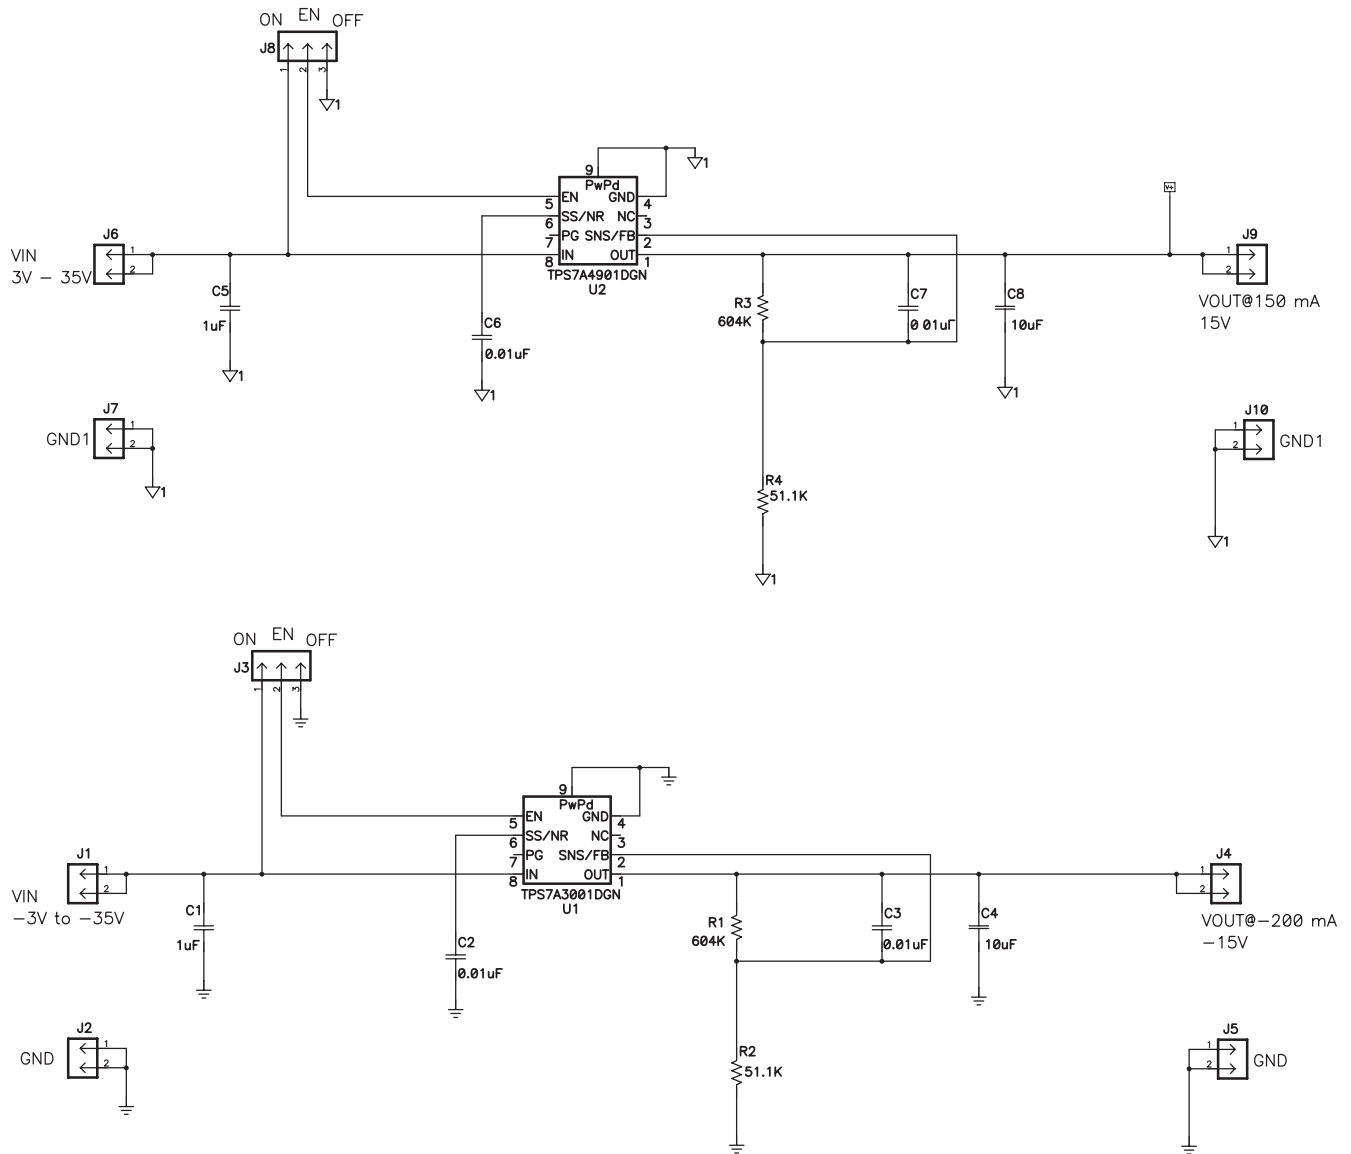 ON EN OFF
J8
1 2 3
1
9
PwPd
1
EN GND
5 4
SS/NR NC
6 3
PG SNS/FB
7 2
IN OUT
8 1
TPS7A4901DGN
U2
V+
J6
1
2
VIN
3V – 35V
C5
1uF
1
C6
0.01uF
1
R3
604K
C7
0 01uF
C8
10uF
1
J9
1
2
VOUT@150 mA
15V
J7
1
2
GND1
1
R4
51.1K
1
J10
1
2
GND1
1
ON EN OFF
J3
1 2 3
9
PwPd
EN GND
5 4
SS/NR NC
6 3
PG SNS/FB
7 2
IN OUT
8 1
TPS7A3001DGN
U1
J1
1
2
VIN
–3V to –35V
C1
1uF
C2
0.01uF
R1
604K
C3
0.01uF
C4
10uF
J4
1
2
VOUT@–200 mA
–15V
J2
1
2
GND
R2
51.1K
J5
1
2
GND